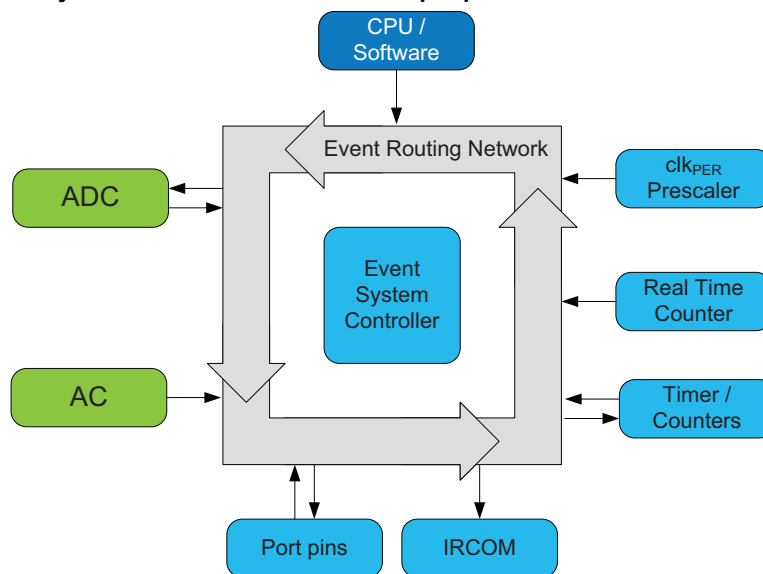 CPU /
Software
Event Routing Network
clkPER
Prescaler
ADC
Event
System
Controller
Real Time
Counter
AC
Timer /
Counters
Port pins
IRCOM